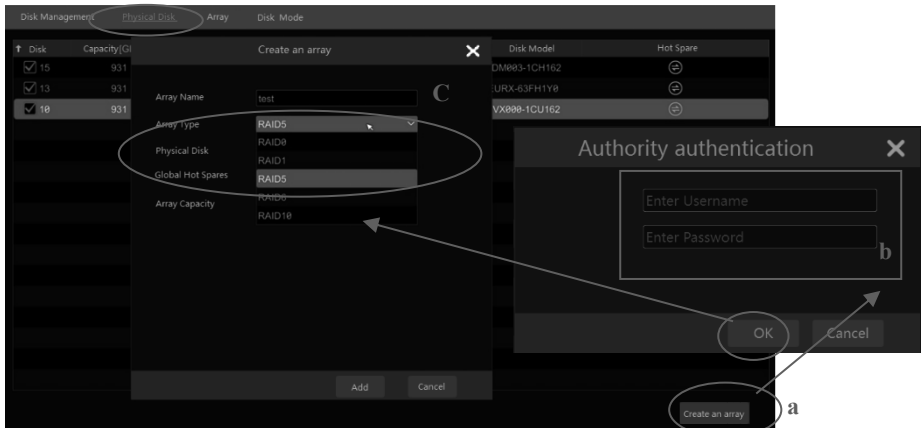 Disk Management Physical Disk Array Disk Mode
Disk Capacity[G Create an array Disk Model Hot Spare
15 931 DM003-1CH162
13 931 URX-63FH1Y0
10 931 VX000-1CU162
Array Name test C
Array Type RAID5
RAID0
Physical Disk
RAID1
Global Hot Spares RAID5
RAID6
Array Capacity
RAID10
Add Cancel
Authority authentication
Enter Username
Enter Password
b
OK Cancel
Create an array a